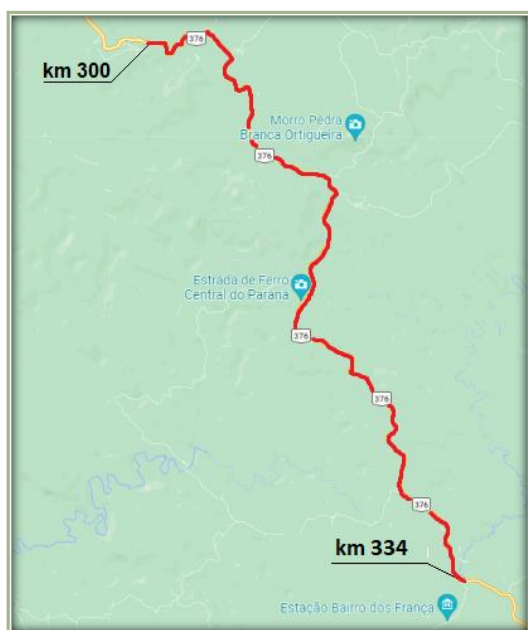 376
km 300
Morro Pedra
Branca Ortigueira
376
Estrada de Ferro
Central do Paraná
376
376
376
km 334
Estação Bairro dos França